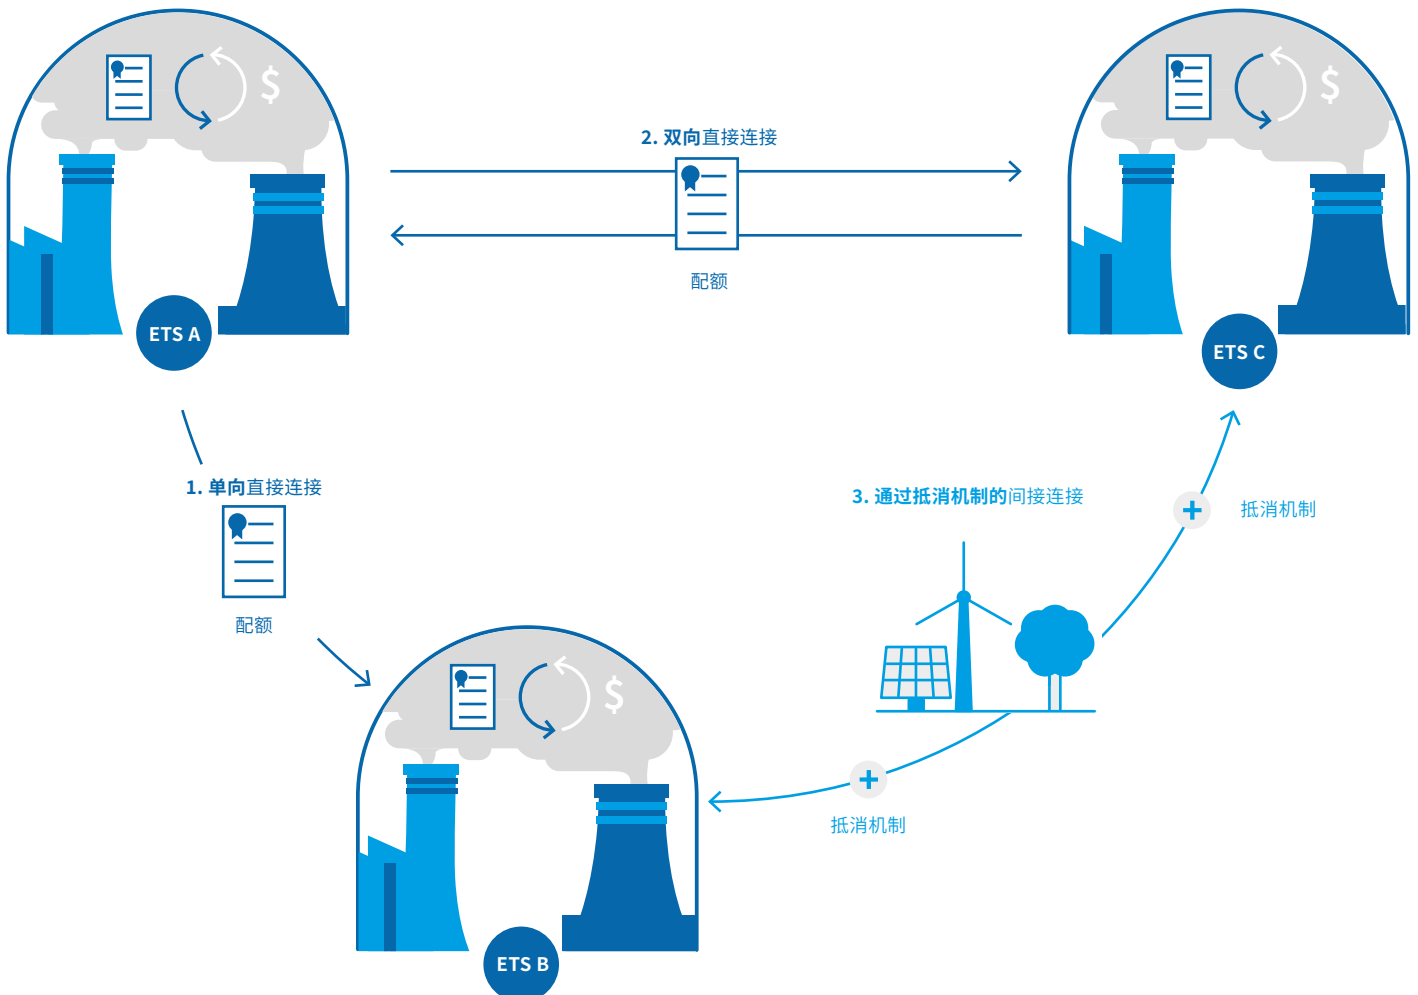 $
$
2. 双向直接连接
配额
ETS A
ETS C
1. 单向直接连接
3. 通过抵消机制的间接连接
抵消机制
配额
$
抵消机制
ETS B